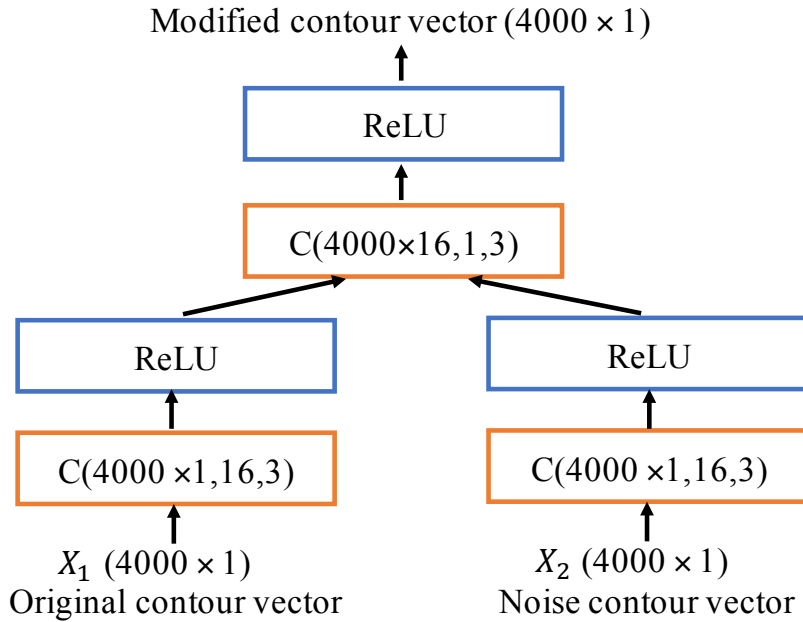 Modified contour vector (4000 × 1)
ReLU
C(4000×16,1,3)
ReLU
ReLU
C(4000 ×1,16,3)
C(4000 ×1,16,3)
X₁ (4000 × 1)
Original contour vector
X₂ (4000 × 1)
Noise contour vector